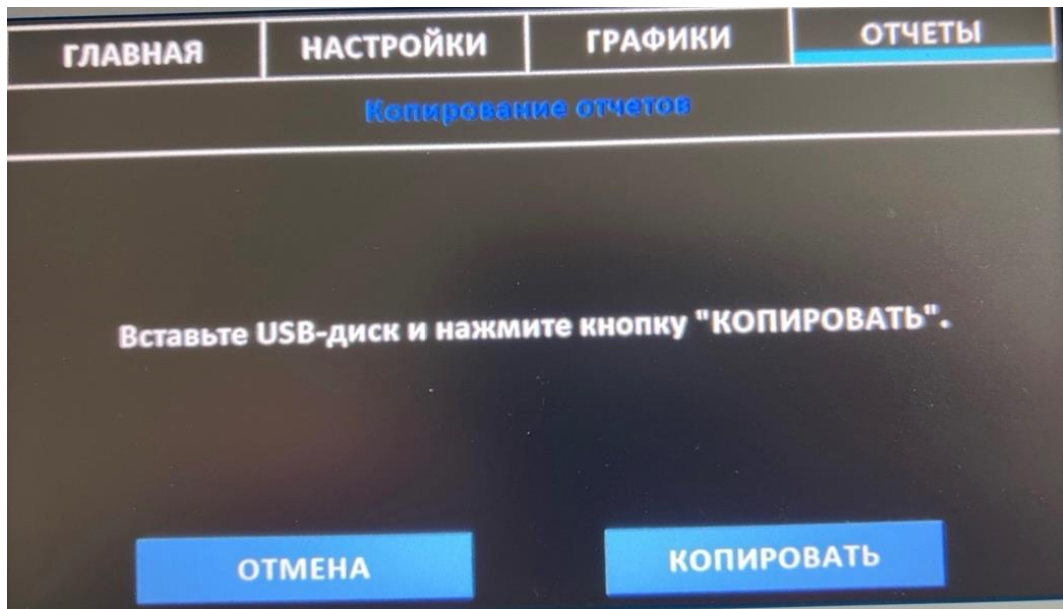 ГЛАВНАЯ НАСТРОЙКИ ГРАФИКИ ОТЧЕТЫ
Копирование отчетов
Вставьте USB-диск и нажмите кнопку "КОПИРОВАТЬ".
ОТМЕНА КОПИРОВАТЬ